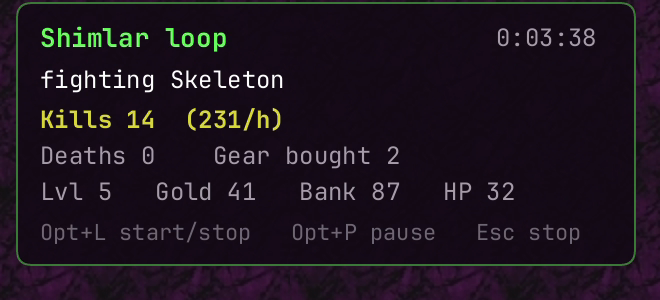 Shimlar loop 0:03:38
fighting Skeleton
Kills 14 (231/h)
Deaths 0 Gear bought 2
Lvl 5 Gold 41 Bank 87 HP 32
Opt+L start/stop Opt+P pause Esc stop